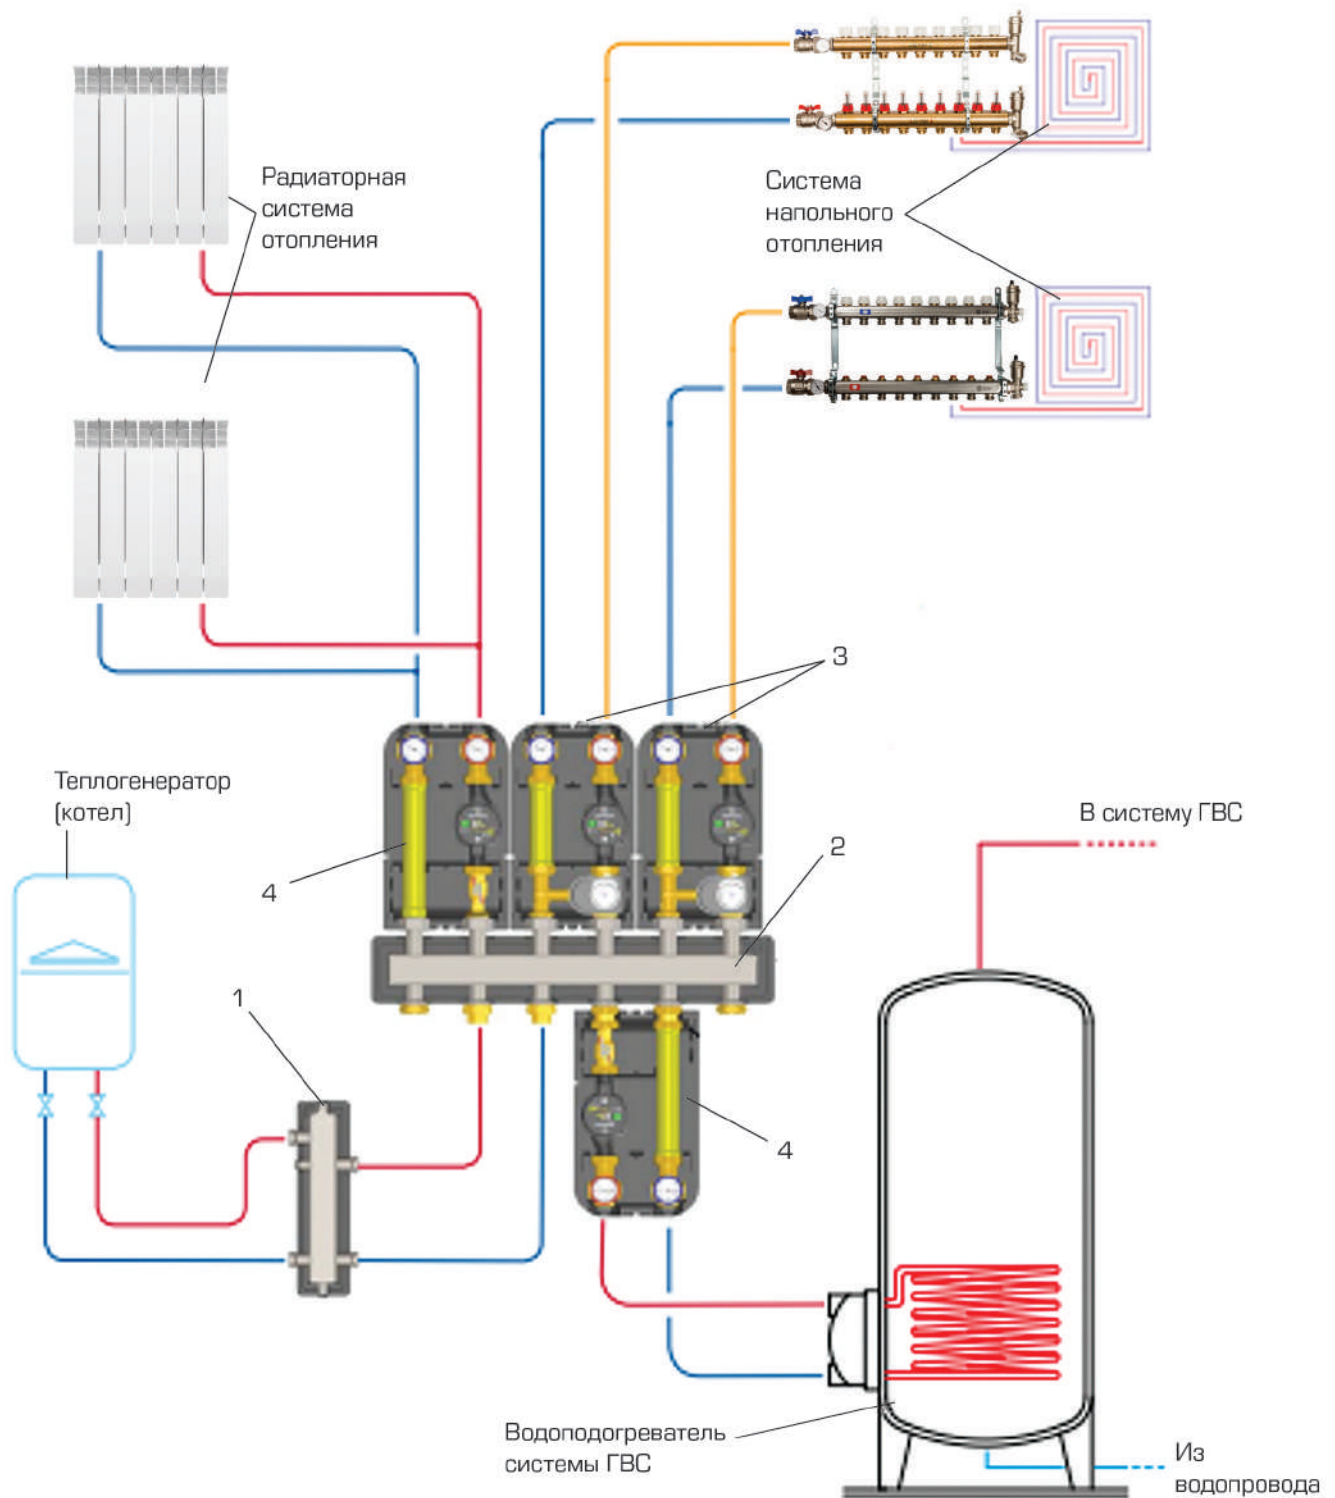 Радиаторная
система
отопления
Система
напольного
отопления
3
Теплогенератор
(котел)
4
2
В систему ГВС
1
4
Водоподогреватель
системы ГВС
Из
водопровода